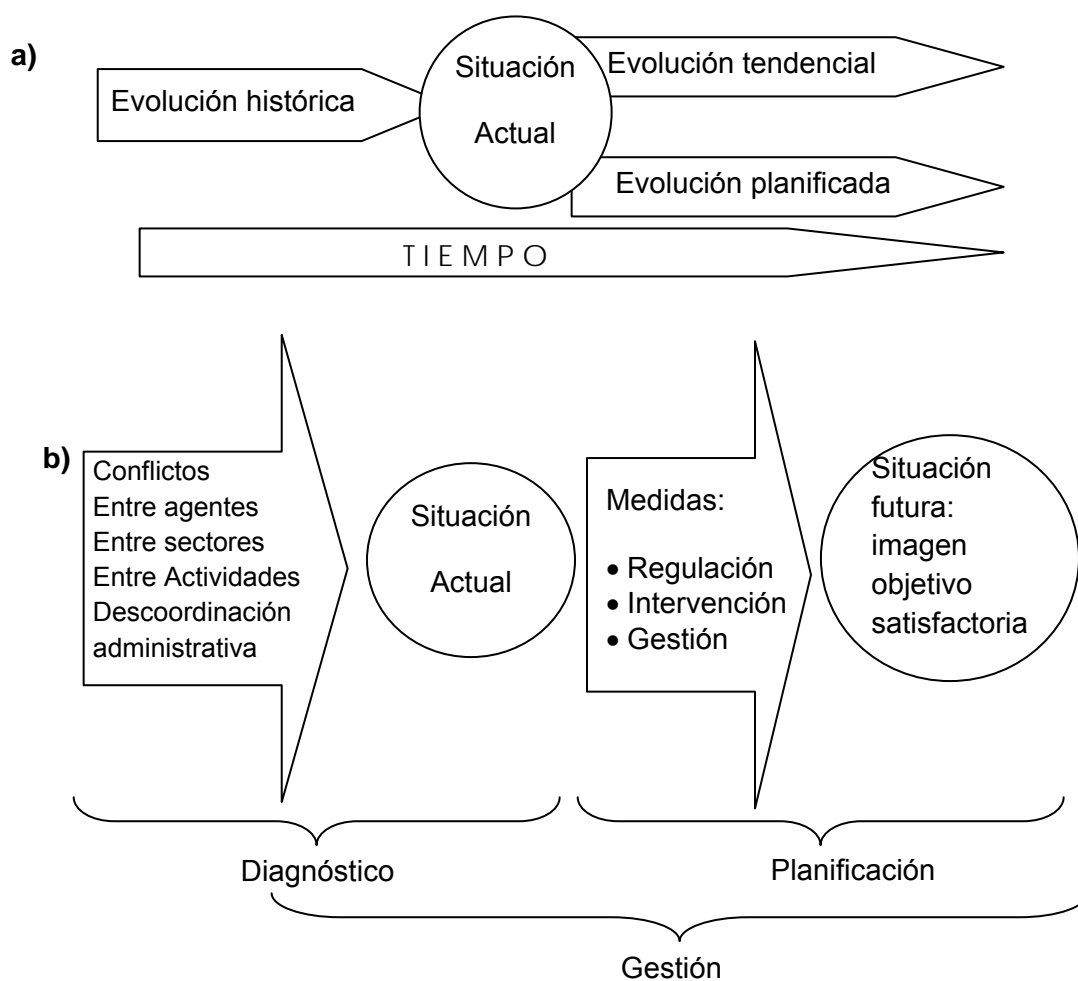 a)
Evolución histórica
Situación
Actual
Evolución tendencial
Evolución planificada
TIEMPO
b)
Conflictos
Entre agentes
Entre sectores
Entre Actividades
Descoordinación
administrativa
Situación
Actual
Medidas:
• Regulación
• Intervención
• Gestión
Situación
futura:
imagen
objetivo
satisfactoria
Diagnóstico
Planificación
Gestión